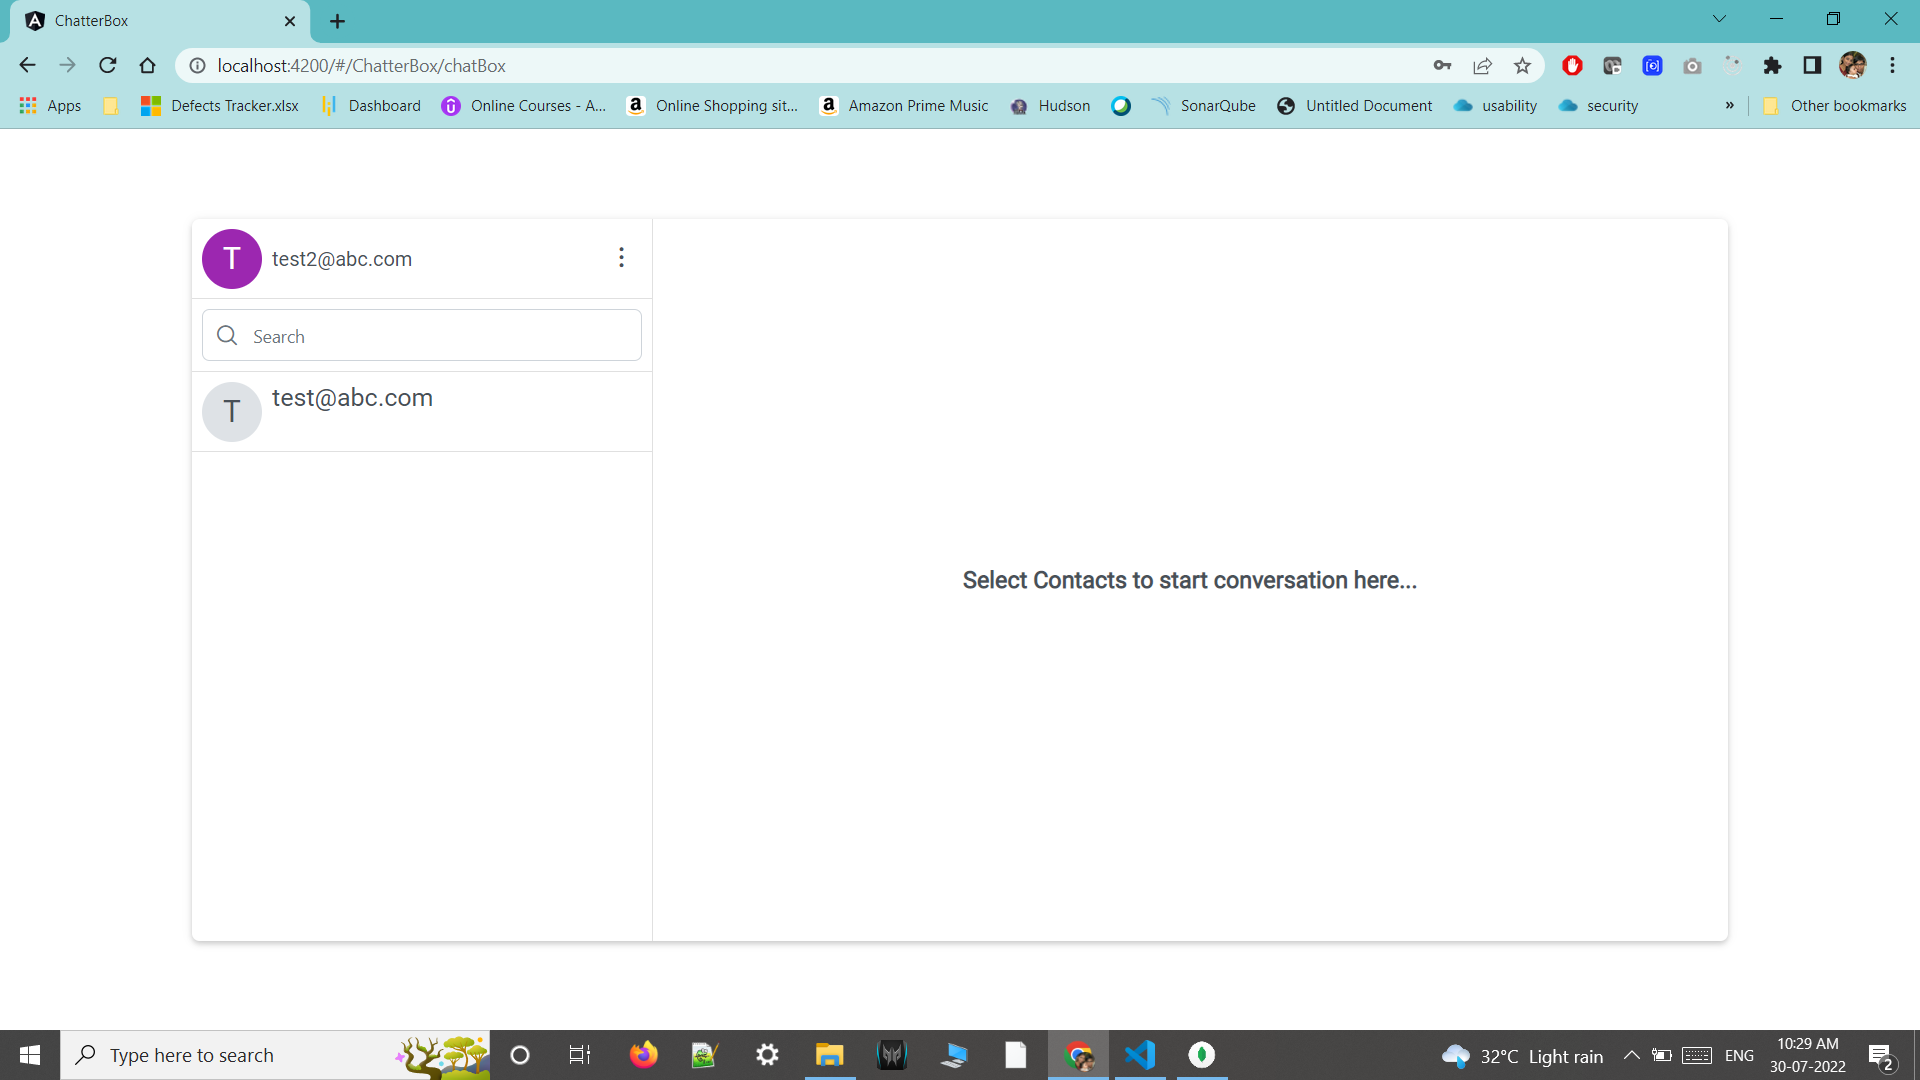 ChatterBox
localhost:4200/#/ChatterBox/chatBox
Apps Defects Tracker.xlsx Dashboard Online Courses - A... Online Shopping sit... Amazon Prime Music Hudson SonarQube Untitled Document usability security » Other bookmarks
T test2@abc.com
Search
T test@abc.com
Select Contacts to start conversation here...
Type here to search
32°C Light rain
ENG
10:29 AM
30-07-2022
2